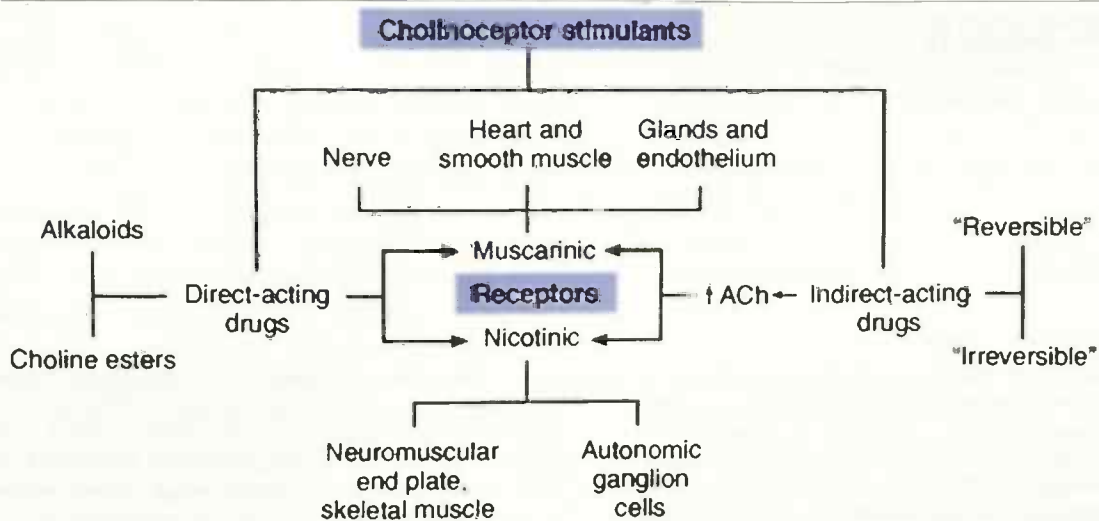 Cholinoceptor stimulants
Nerve
Heart and
smooth muscle
Glands and
endothelium
Alkaloids
"Reversible"
Muscarinic
Direct-acting
drugs
Receptors
↑ ACh
Indirect-acting
drugs
Nicotinic
Choline esters
"Irreversible"
Neuromuscular
end plate,
skeletal muscle
Autonomic
ganglion
cells